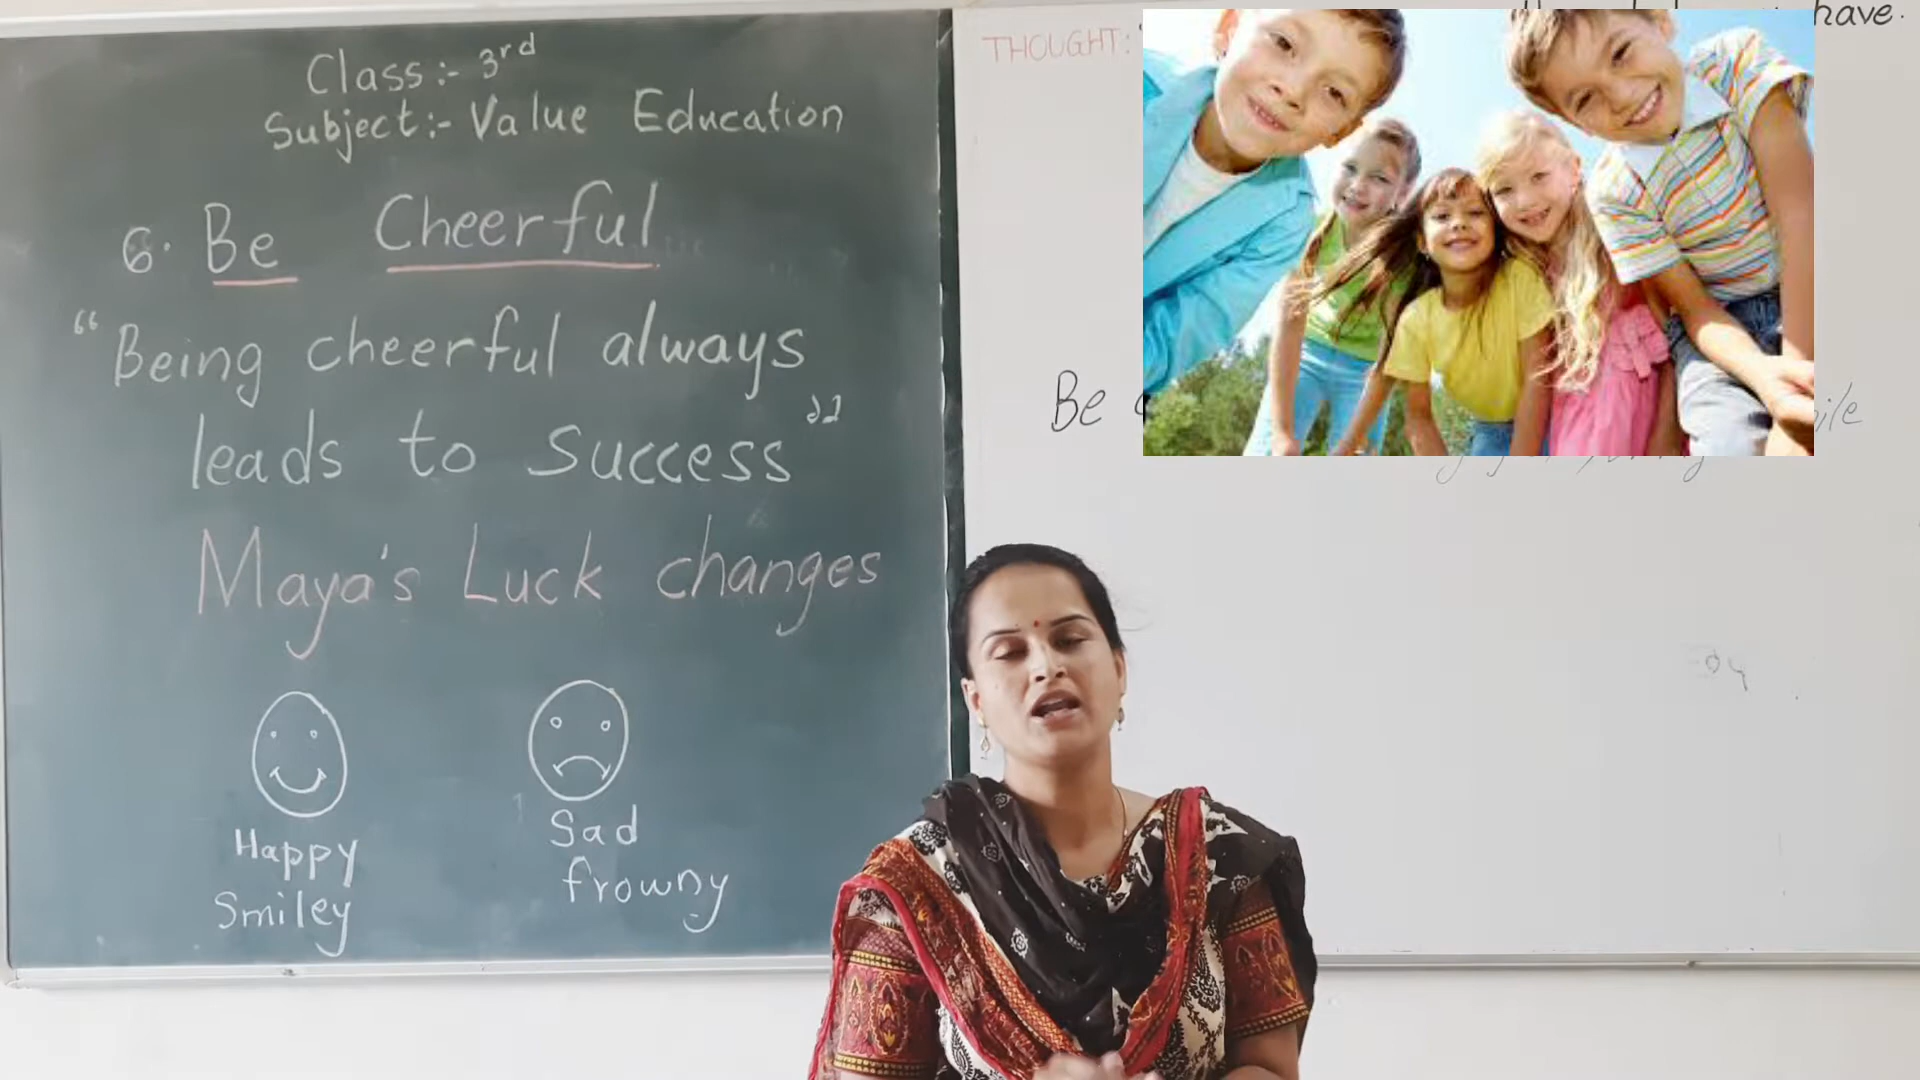 Class:- 3rd
Subject:- Value Education
6. Be Cheerful
"Being cheerful always
leads to success"
Maya's Luck changes
Happy
Smiley
Sad
frowny
THOUGHT:
have.
Be